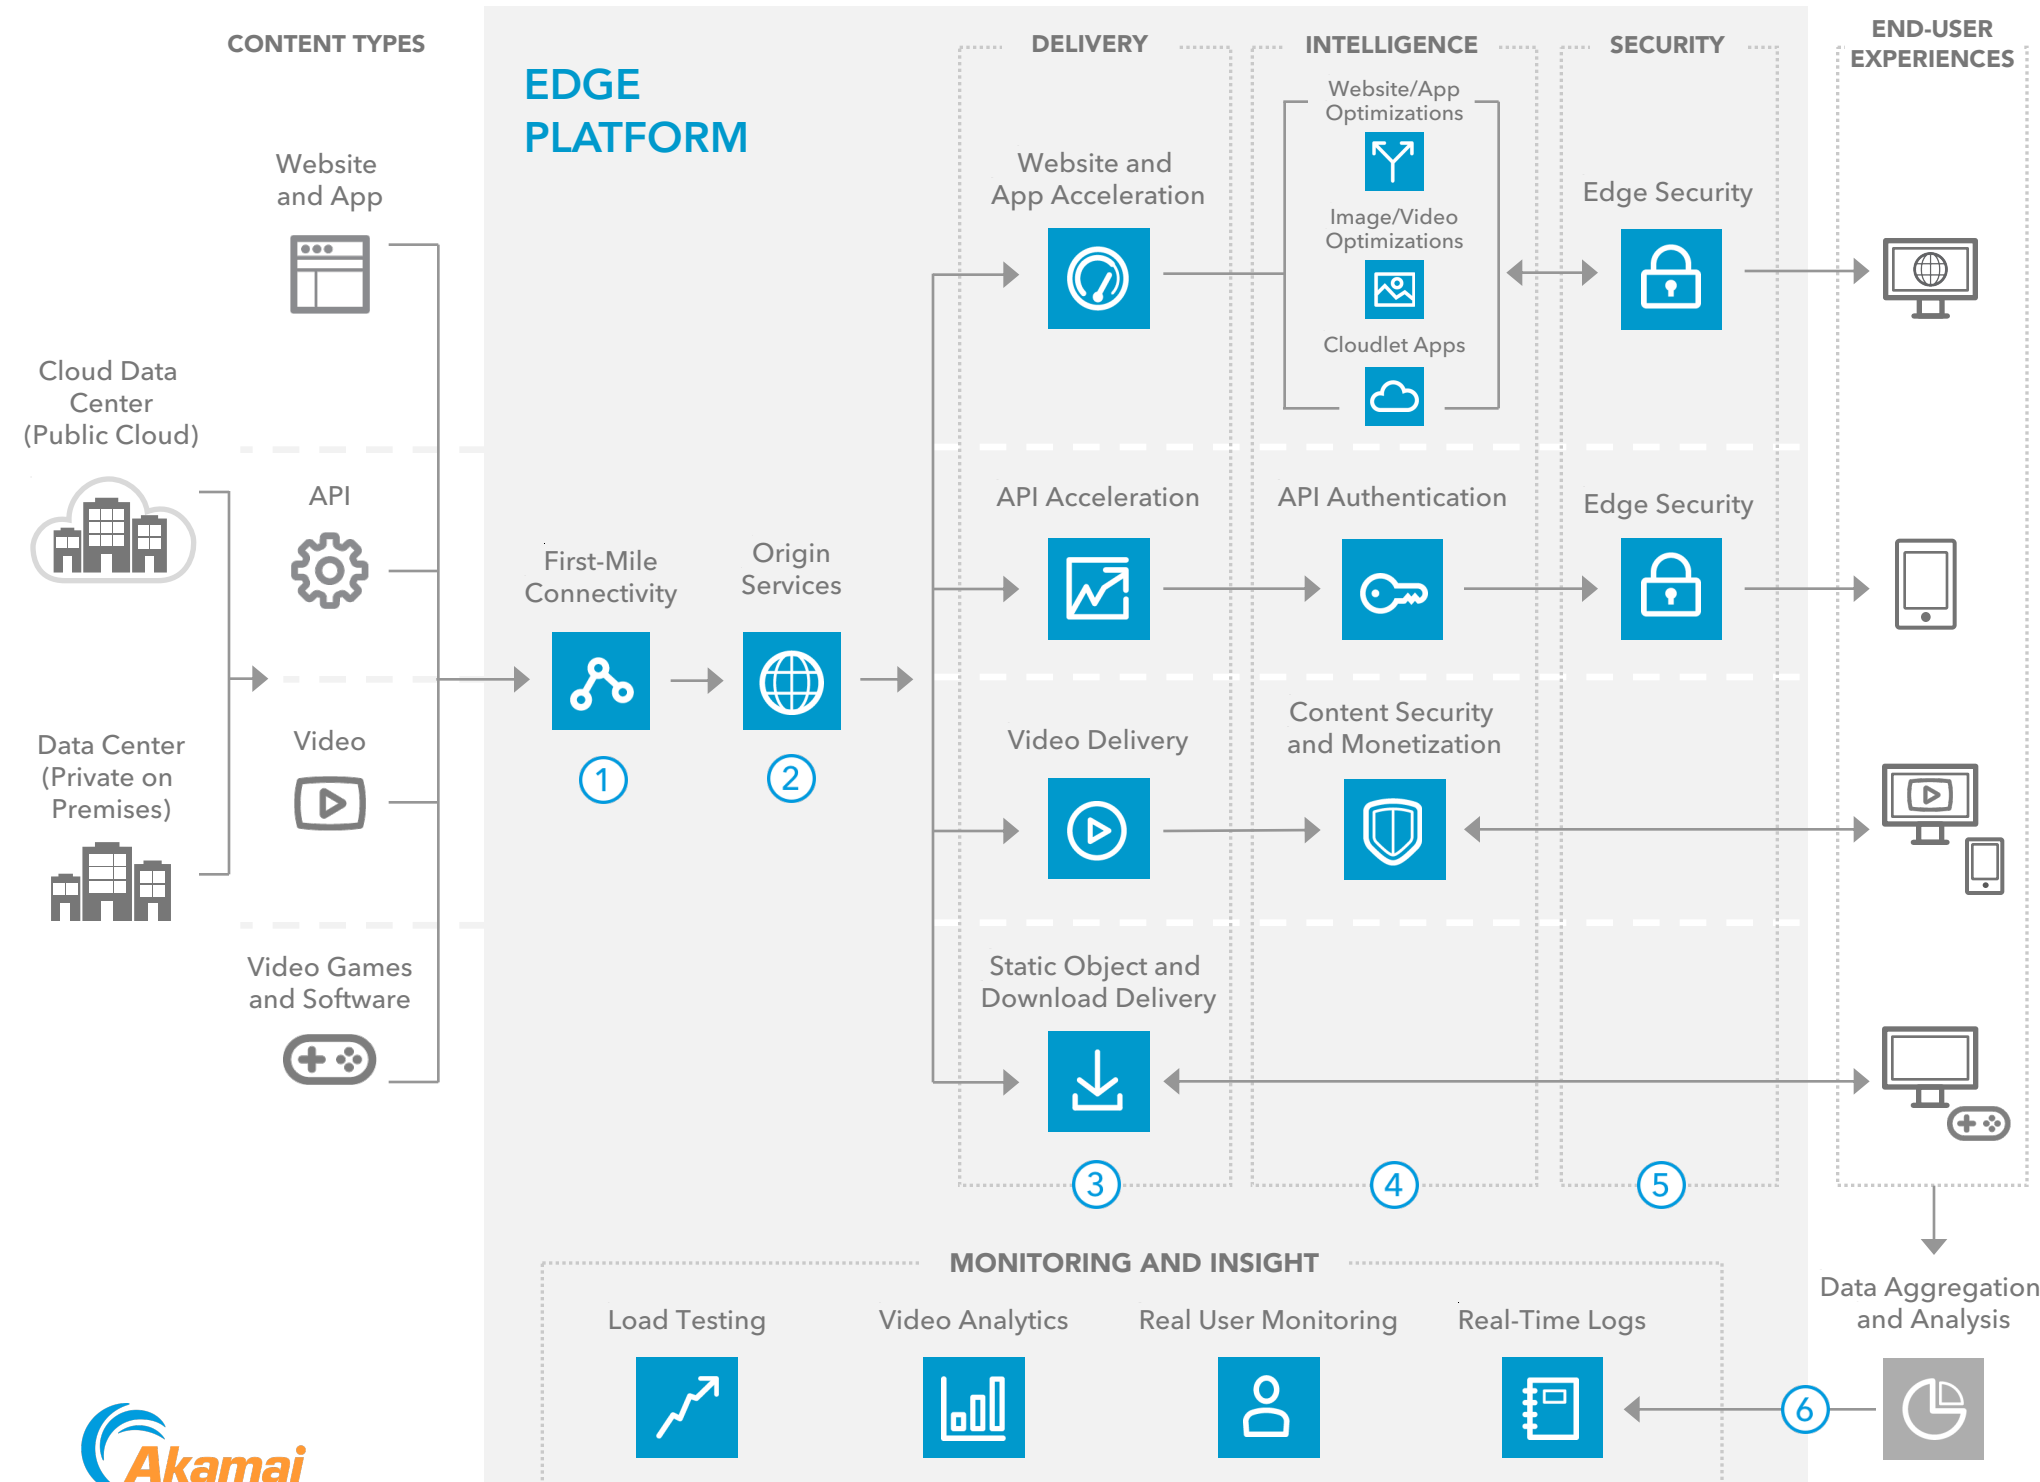 CONTENT TYPES
EDGE
PLATFORM
DELIVERY
INTELLIGENCE
SECURITY
END-USER
EXPERIENCES
Website
and App
Website and
App Acceleration
Website/App
Optimizations
Image/Video
Optimizations
Cloudlet Apps
Edge Security
Cloud Data
Center
(Public Cloud)
API
First-Mile
Connectivity
Origin
Services
API Acceleration
API Authentication
Edge Security
Data Center
(Private on
Premises)
Video
1
2
Video Delivery
Content Security
and Monetization
Video Games
and Software
Static Object and
Download Delivery
3
4
5
MONITORING AND INSIGHT
Load Testing
Video Analytics
Real User Monitoring
Real-Time Logs
Data Aggregation
and Analysis
6
Akamai